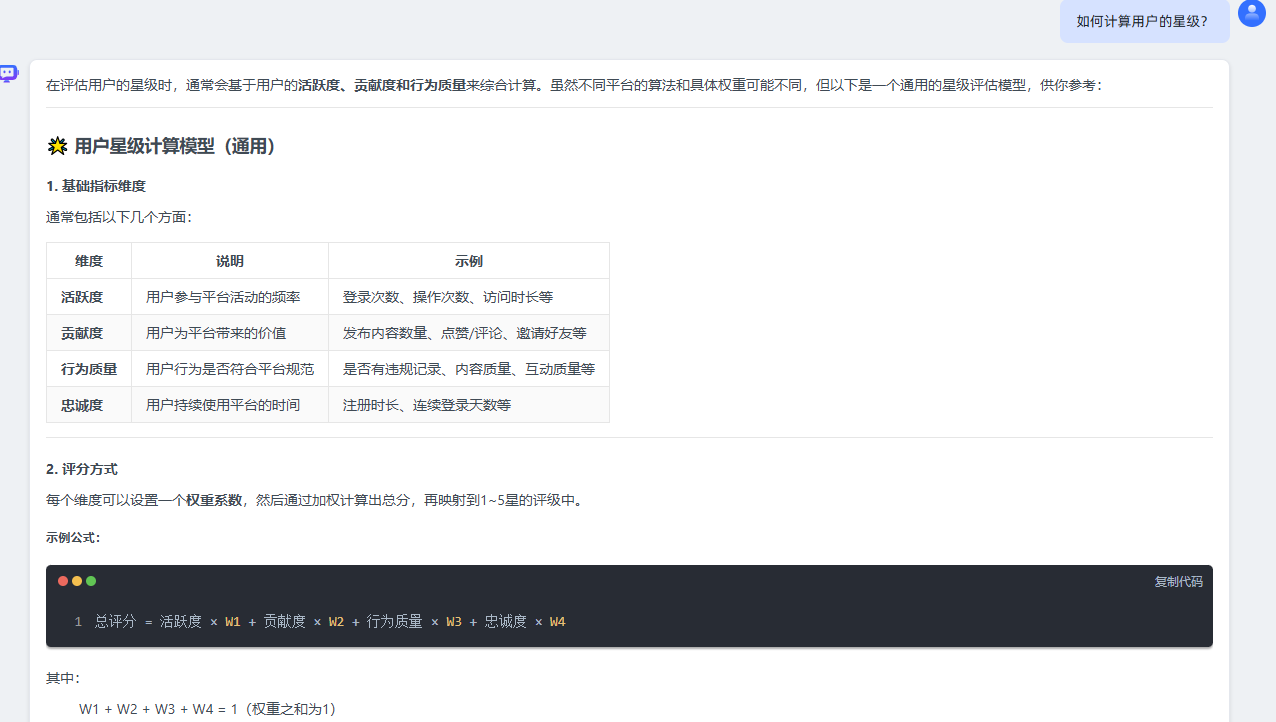 如何计算用户的星级？
在评估用户的星级时，通常会基于用户的活跃度、贡献度和行为质量来综合计算。虽然不同平台的算法和具体权重可能不同，但以下是一个通用的星级评估模型，供你参考：
🌟 用户星级计算模型（通用）
1. 基础指标维度
通常包括以下几个方面：
维度 说明 示例
活跃度 用户参与平台活动的频率 登录次数、操作次数、访问时长等
贡献度 用户为平台带来的价值 发布内容数量、点赞/评论、邀请好友等
行为质量 用户行为是否符合平台规范 是否有违规记录、内容质量、互动质量等
忠诚度 用户持续使用平台的时间 注册时长、连续登录天数等
2. 评分方式
每个维度可以设置一个权重系数，然后通过加权计算出总分，再映射到1~5星的评级中。
示例公式：
复制代码
1 总评分 = 活跃度 × W1 + 贡献度 × W2 + 行为质量 × W3 + 忠诚度 × W4
其中：
W1 + W2 + W3 + W4 = 1（权重之和为1）